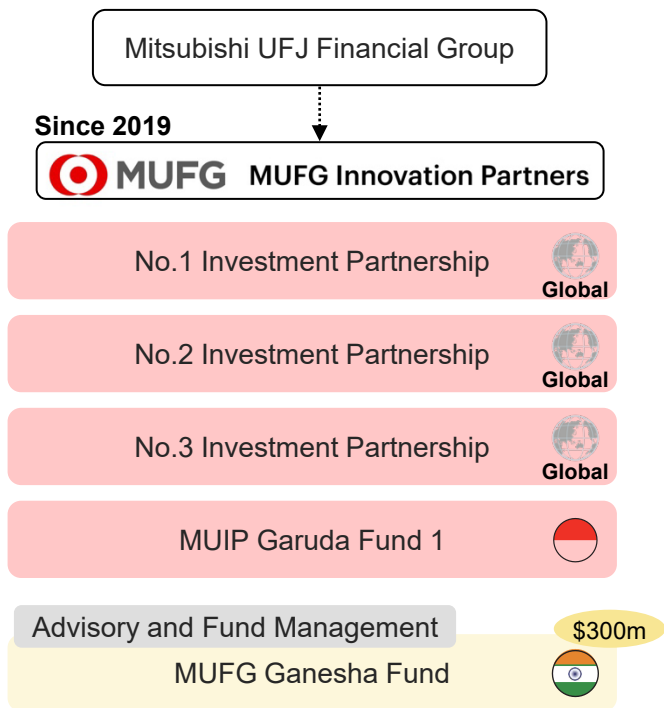 Mitsubishi UFJ Financial Group
Since 2019
MUFG MUFG Innovation Partners
No.1 Investment Partnership
Global
No.2 Investment Partnership
Global
No.3 Investment Partnership
Global
MUIP Garuda Fund 1
Advisory and Fund Management
$300m
MUFG Ganesha Fund